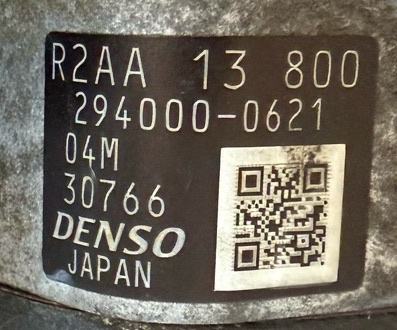 R2AA 13 800
294000-0621
04M
30766
DENSO
JAPAN